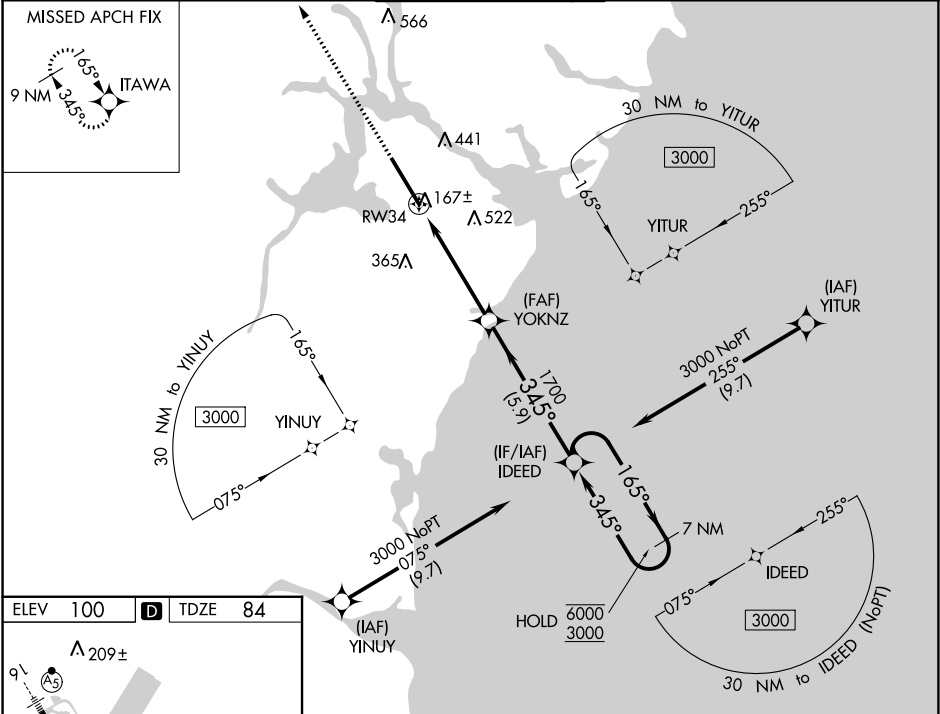 MISSED APCH FIX
165°
ITAWA
9 NM
345°
566
441
167±
RW34
522
365
30 NM to YITUR
3000
165°
255°
YITUR
(FAF)
YOKNZ
(IAF)
YITUR
3000 NoPT
255°
(9.7)
30 NM to YINUY
165°
3000
YINUY
075°
1700
345°
(5.9)
(IF/IAF)
IDEED
165°
345°
7 NM
3000 NoPT
075°
(9.7)
(IAF)
YINUY
HOLD
6000
3000
255°
IDEED
075°
3000
30 NM to IDEED (NoPT)
ELEV 100 D TDZE 84
209±
16
A5